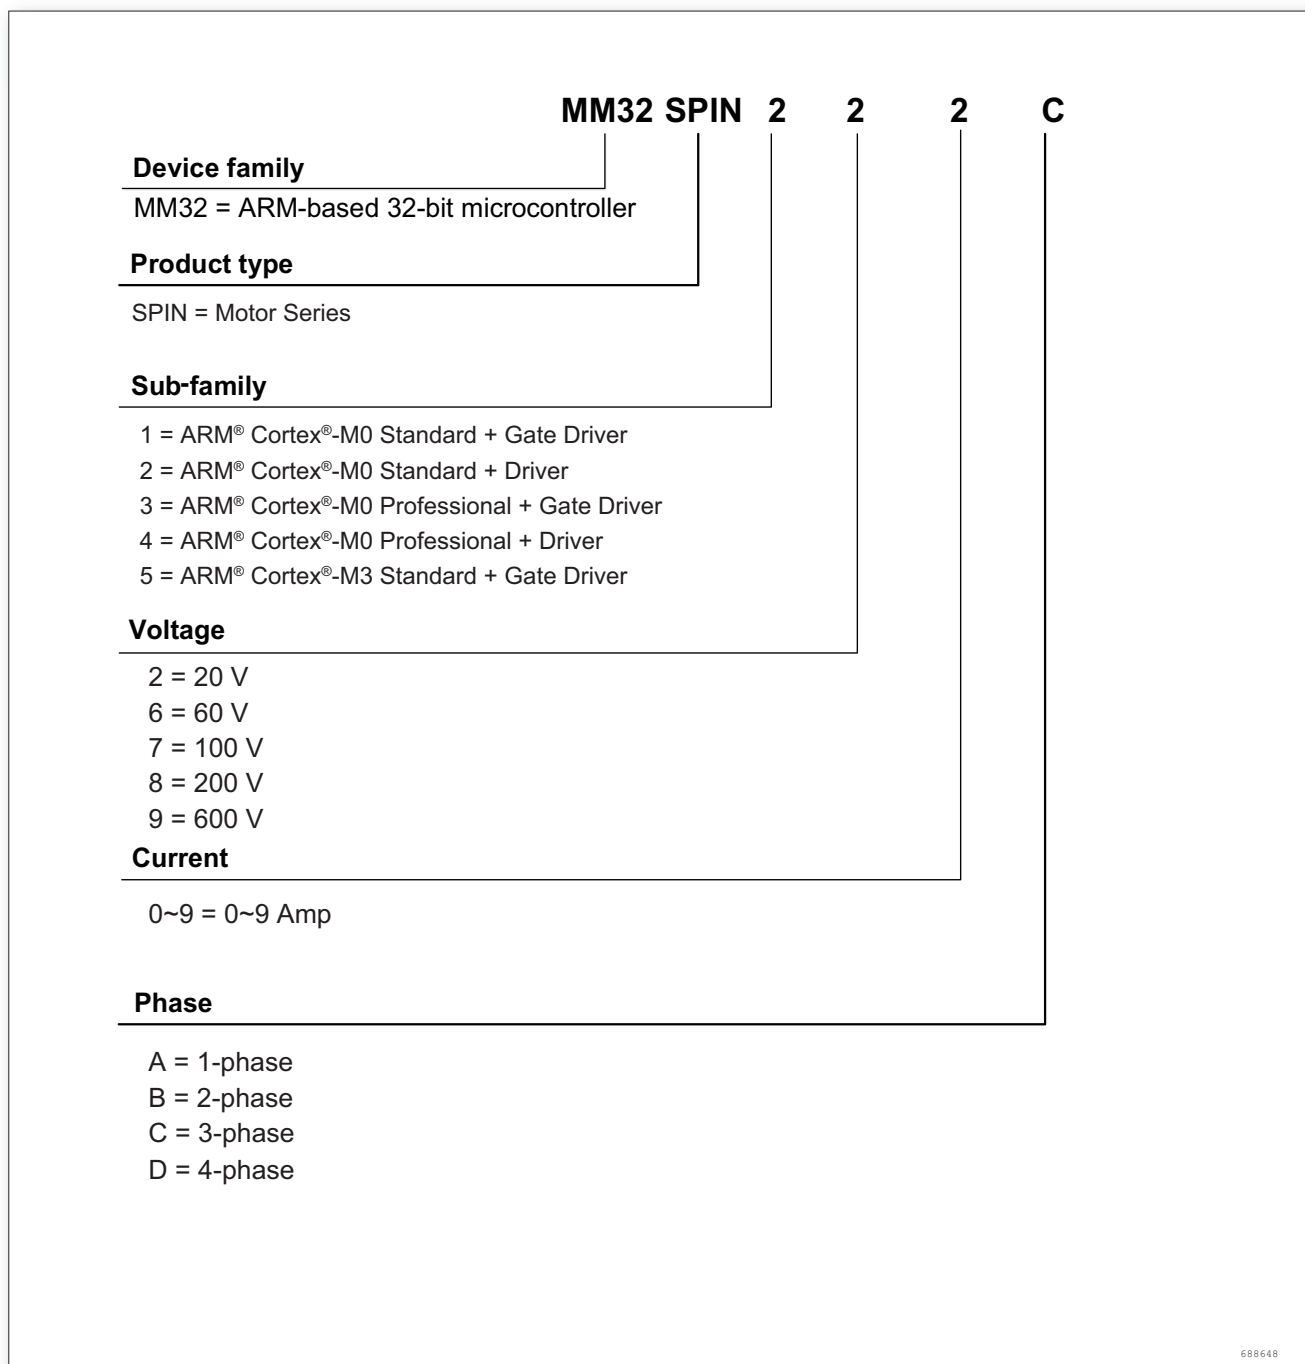 MM32 SPIN 2 2 2 C
Device family
MM32 = ARM-based 32-bit microcontroller
Product type
SPIN = Motor Series
Sub-family
1 = ARM® Cortex®-M0 Standard + Gate Driver
2 = ARM® Cortex®-M0 Standard + Driver
3 = ARM® Cortex®-M0 Professional + Gate Driver
4 = ARM® Cortex®-M0 Professional + Driver
5 = ARM® Cortex®-M3 Standard + Gate Driver
Voltage
2 = 20 V
6 = 60 V
7 = 100 V
8 = 200 V
9 = 600 V
Current
0~9 = 0~9 Amp
Phase
A = 1-phase
B = 2-phase
C = 3-phase
D = 4-phase
688648